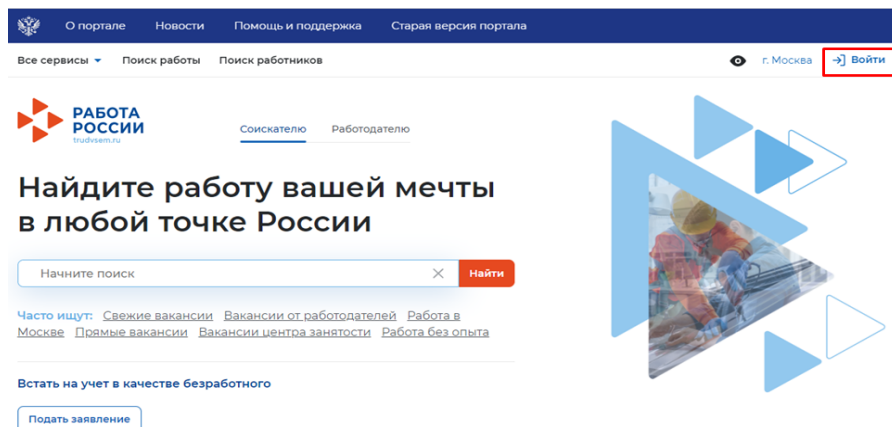 О портале Новости Помощь и поддержка Старая версия портала
Все сервисы Поиск работы Поиск работников г. Москва Войти
РАБОТА
РОССИИ
trudvsem.ru
Соискателю Работодателю
Найдите работу вашей мечты
в любой точке России
Начните поиск Найти
Часто ищут: Свежие вакансии Вакансии от работодателей Работа в
Москве Прямые вакансии Вакансии центра занятости Работа без опыта
Встать на учет в качестве безработного
Подать заявление